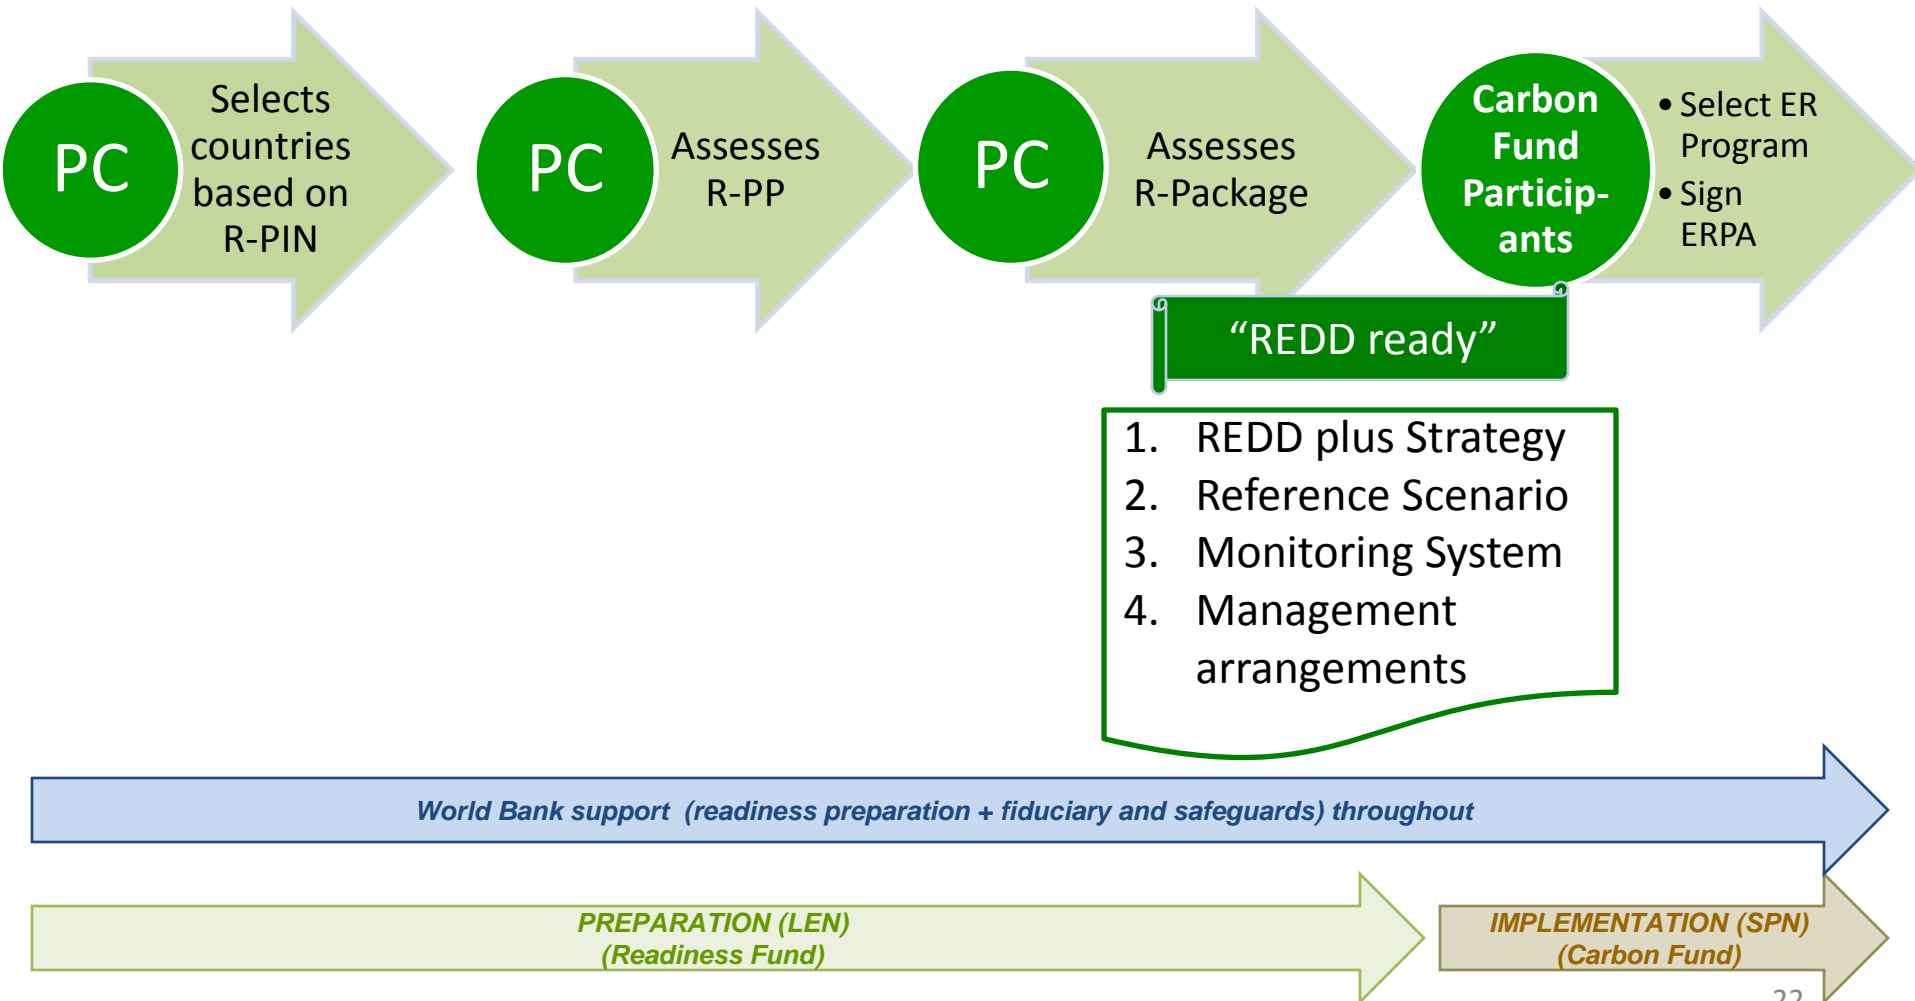 PC
Selects
countries
based on
R-PIN
PC
Assesses
R-PP
PC
Assesses
R-Package
Carbon
Fund
Particip-
ants
• Select ER
Program
• Sign
ERPA
“REDD ready”
1. REDD plus Strategy
2. Reference Scenario
3. Monitoring System
4. Management
arrangements
World Bank support (readiness preparation + fiduciary and safeguards) throughout
PREPARATION (LEN)
(Readiness Fund)
IMPLEMENTATION (SPN)
(Carbon Fund)
22